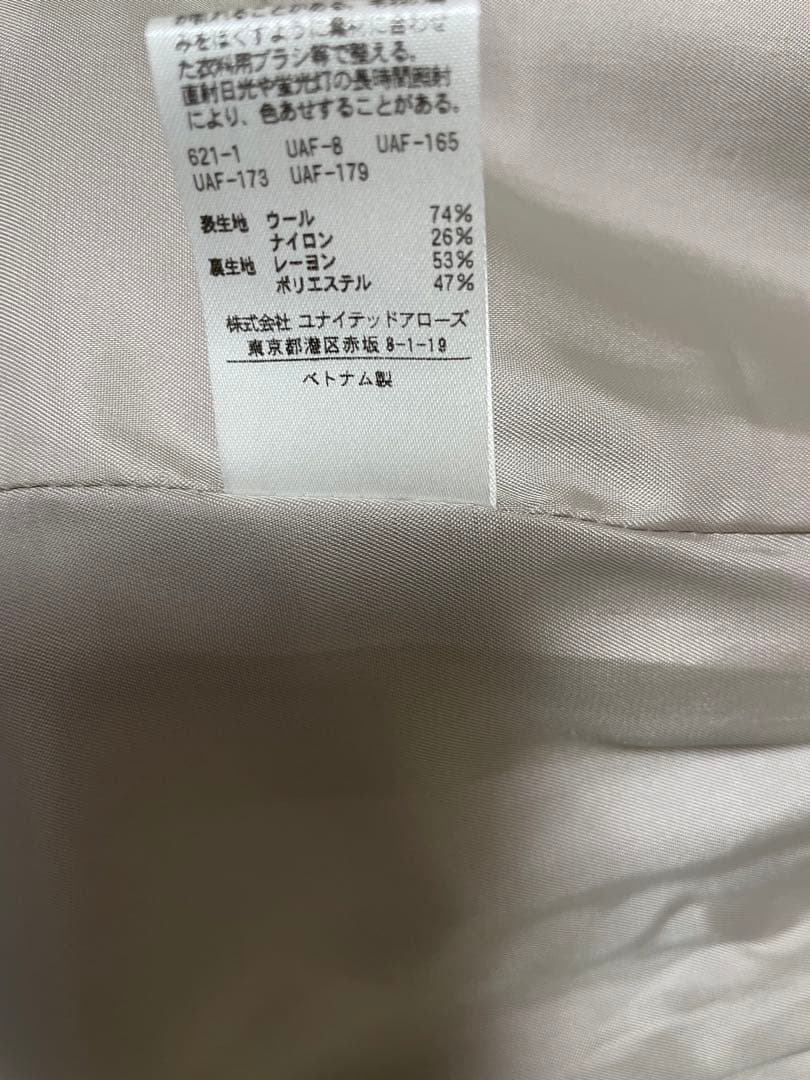 みをほぐすように素材に合わせ
た衣料用ブラシ等で整える。
直射日光や蛍光灯の長時間照射
により、色あせすることがある。
621-1 UAF-8 UAF-165
UAF-173 UAF-179
表生地 ウール 74%
ナイロン 26%
裏生地 レーヨン 53%
ポリエステル 47%
株式会社 ユナイテッドアローズ
東京都港区赤坂8-1-19
ベトナム製